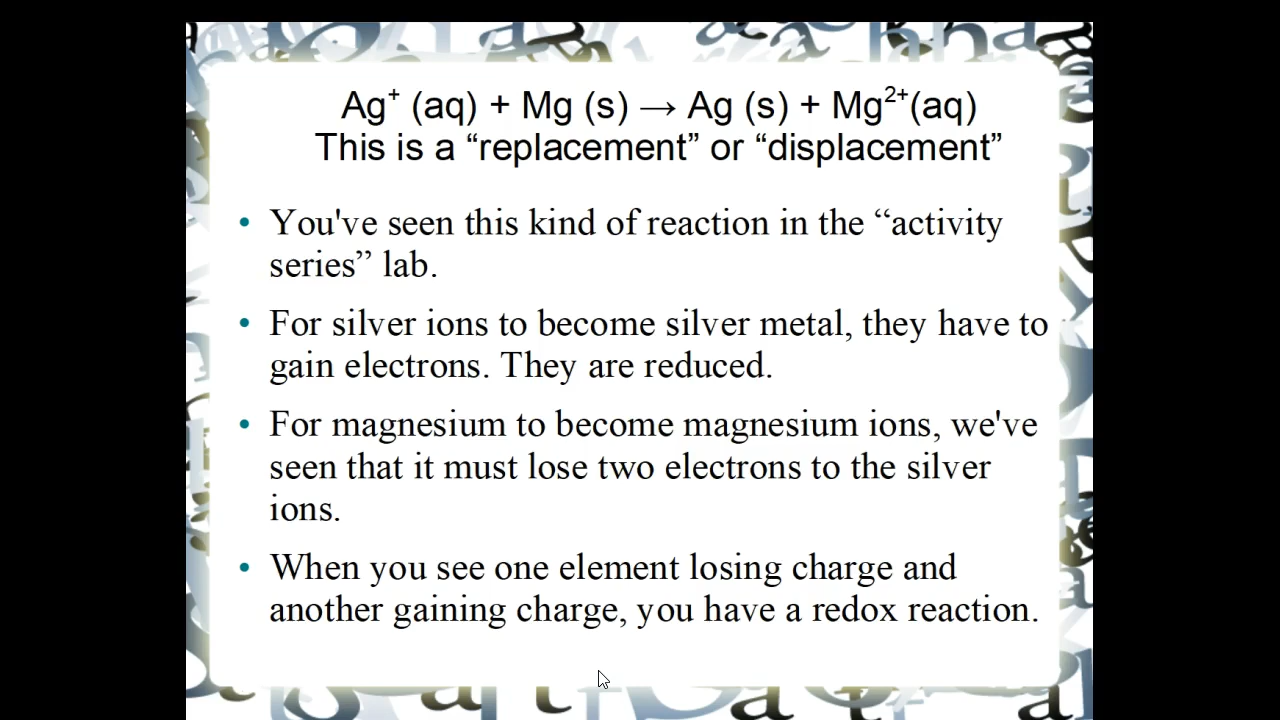 Ag⁺ (aq) + Mg (s) → Ag (s) + Mg²⁺(aq)
This is a “replacement” or “displacement”
• You've seen this kind of reaction in the “activity
series” lab.
• For silver ions to become silver metal, they have to
gain electrons. They are reduced.
• For magnesium to become magnesium ions, we've
seen that it must lose two electrons to the silver
ions.
• When you see one element losing charge and
another gaining charge, you have a redox reaction.